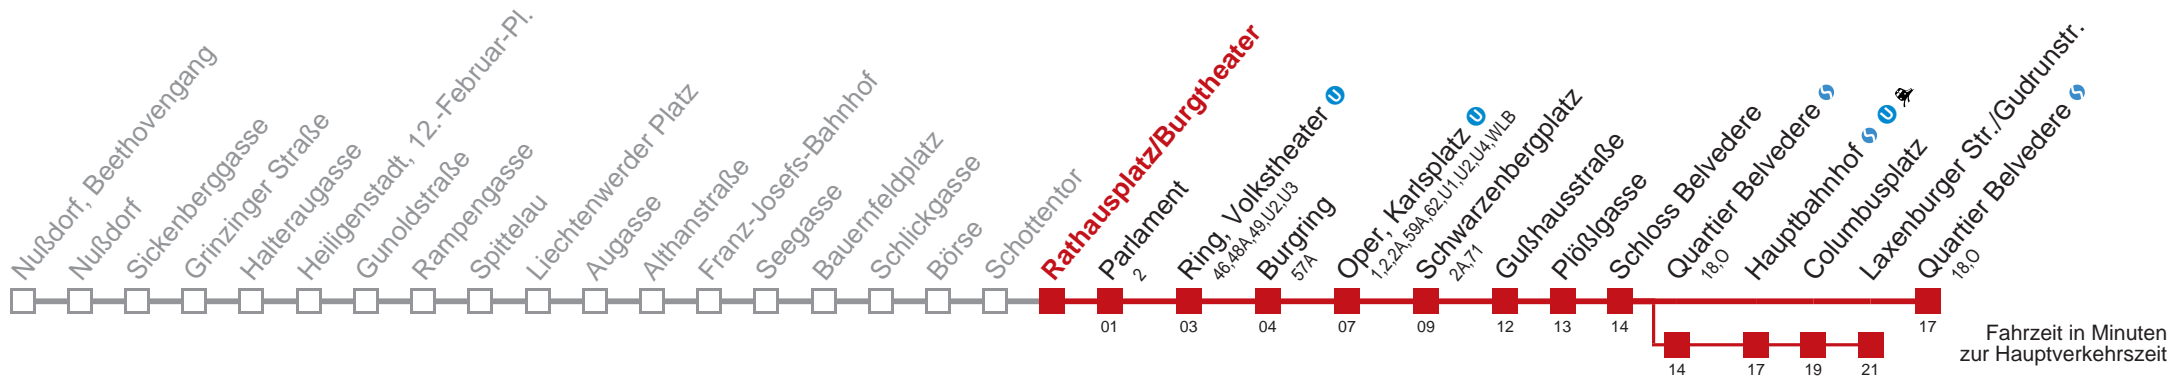 Nußdorf, Beethovengang
Nußdorf
Sickenberggasse
Grinzinger Straße
Halteraugasse
Heiligenstadt, 12.-Februar-Pl.
Gunoldstraße
Rampengasse
Spittelau
Liechtenwerder Platz
Augasse
Althanstraße
Franz-Josefs-Bahnhof
Seegasse
Bauernfeldplatz
Schlickgasse
Börse
Schottentor
Rathausplatz/Burgtheater
Parlament
2
Ring, Volkstheater U
46,48A,49,U2,U3
Burgring
57A
Oper, Karlsplatz U
1,2,2A,59A,62,U1,U2,U4,WLB
Schwarzenbergplatz
2A,71
Gußhausstraße
Plößlgasse
Schloss Belvedere
Quartier Belvedere S
18,O
Hauptbahnhof S U
Columbusplatz
Laxenburger Str./Gudrunstr.
Quartier Belvedere S
18,O
01 03 04 07 09 12 13 14 17
14 17 19 21
Fahrzeit in Minuten
zur Hauptverkehrszeit